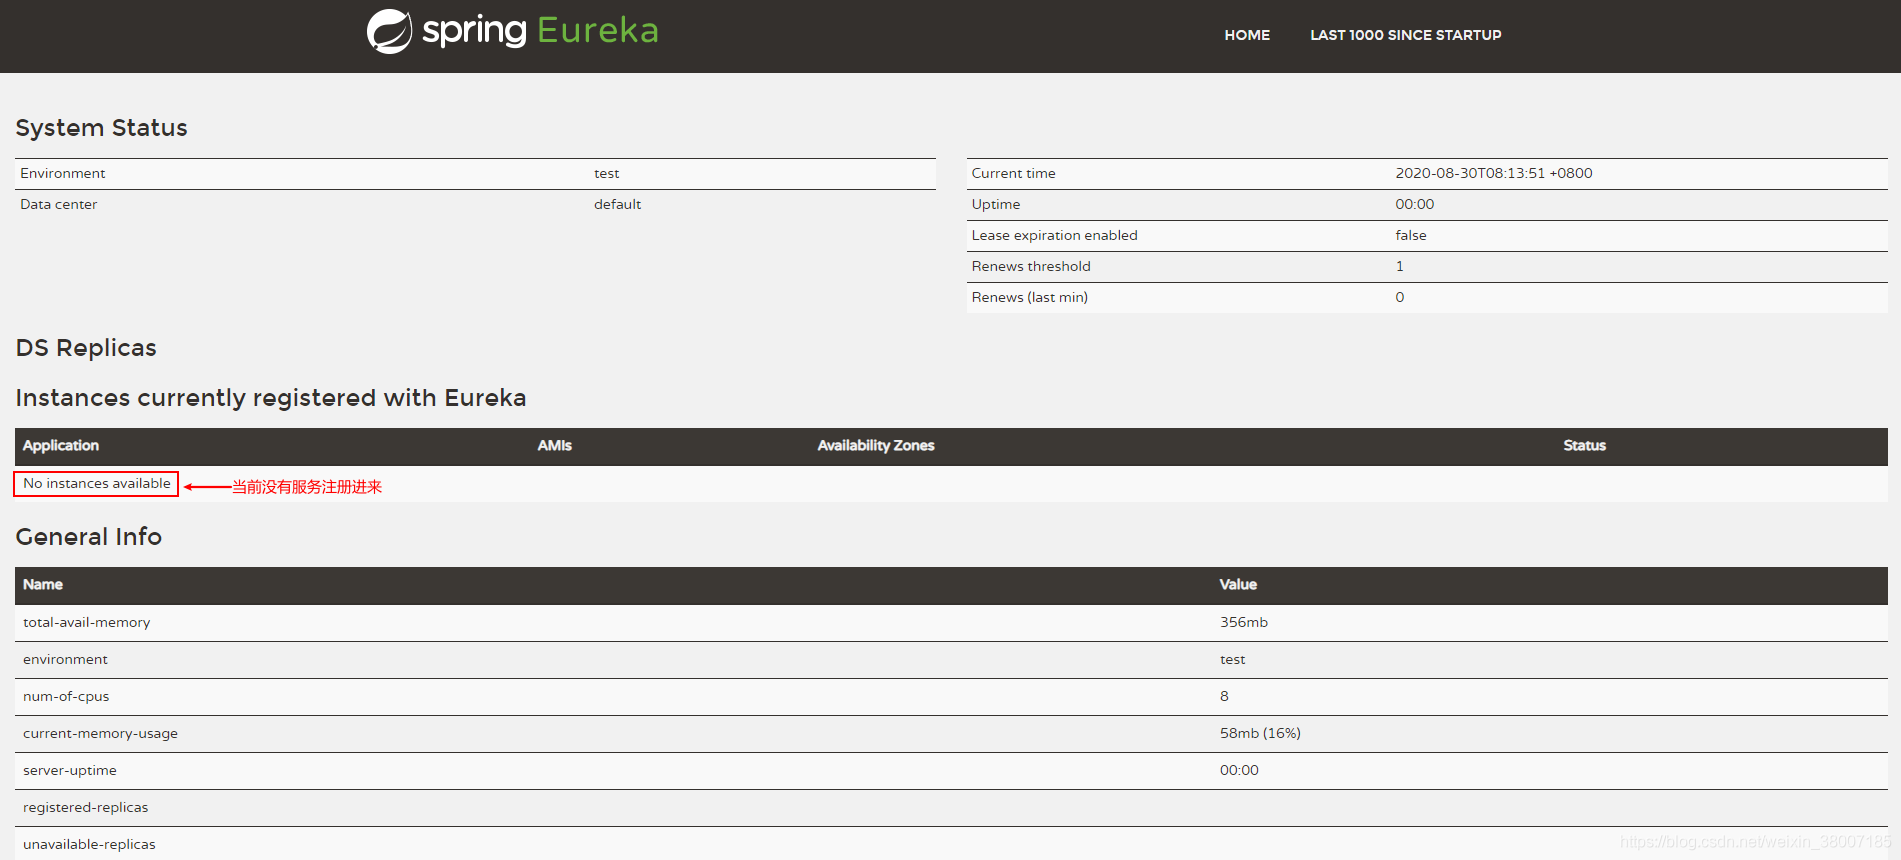 spring Eureka
HOME LAST 1000 SINCE STARTUP
System Status
Environment test
Data center default
Current time 2020-08-30T08:13:51 +0800
Uptime 00:00
Lease expiration enabled false
Renews threshold 1
Renews (last min) 0
DS Replicas
Instances currently registered with Eureka
Application AMIs Availability Zones Status
No instances available 当前没有服务注册进来
General Info
Name Value
total-avail-memory 356mb
environment test
num-of-cpus 8
current-memory-usage 58mb (16%)
server-uptime 00:00
registered-replicas
unavailable-replicas
https://blog.csdn.net/weixin_38007185